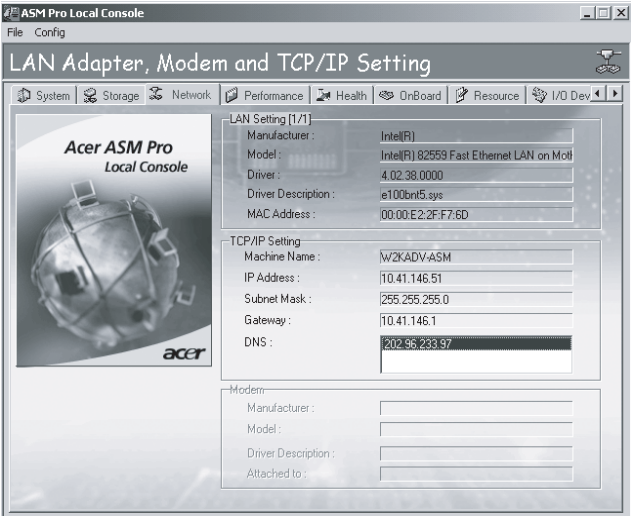 ASM Pro Local Console
File Config
LAN Adapter, Modem and TCP/IP Setting
System Storage Network Performance Health OnBoard Resource I/O Dev
Acer ASM Pro
Local Console
acer
LAN Setting [1/1]
Manufacturer : Intel(R)
Model : Intel(R) 82559 Fast Ethernet LAN on Moth
Driver : 4.02.38.0000
Driver Description : e100bnt5.sys
MAC Address : 00:00:E2:2F:F7:6D
TCP/IP Setting
Machine Name : W2KADV-ASM
IP Address : 10.41.146.51
Subnet Mask : 255.255.255.0
Gateway : 10.41.146.1
DNS : 202.96.233.97
Modem
Manufacturer :
Model :
Driver Description :
Attached to :